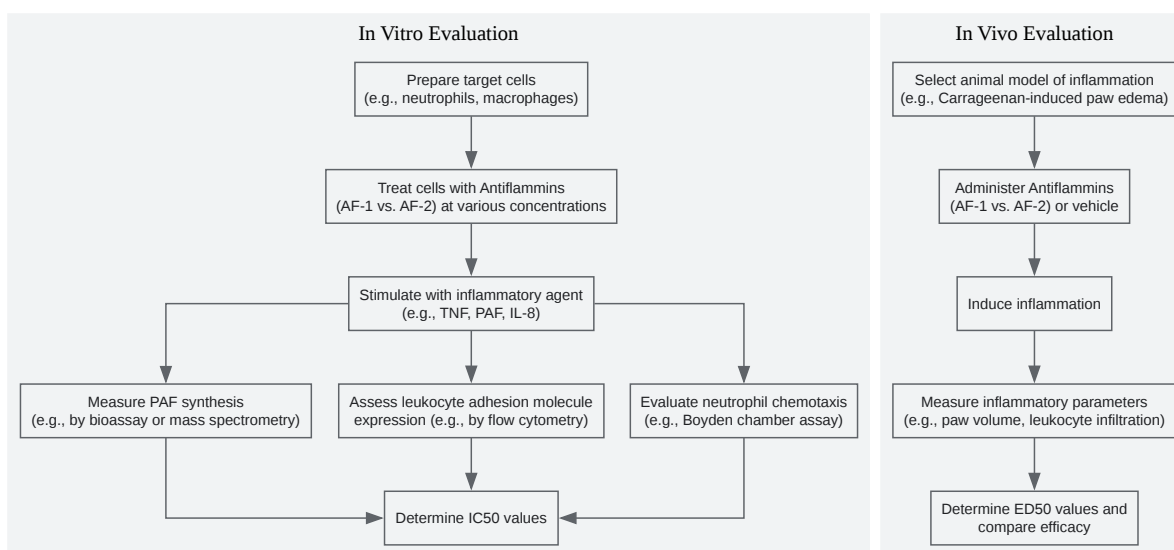 In Vitro Evaluation
Prepare target cells
(e.g., neutrophils, macrophages)
Treat cells with Antiflammins
(AF-1 vs. AF-2) at various concentrations
Stimulate with inflammatory agent
(e.g., TNF, PAF, IL-8)
Measure PAF synthesis
(e.g., by bioassay or mass spectrometry)
Assess leukocyte adhesion molecule
expression (e.g., by flow cytometry)
Evaluate neutrophil chemotaxis
(e.g., Boyden chamber assay)
Determine IC50 values
In Vivo Evaluation
Select animal model of inflammation
(e.g., Carrageenan-induced paw edema)
Administer Antiflammins
(AF-1 vs. AF-2) or vehicle
Induce inflammation
Measure inflammatory parameters
(e.g., paw volume, leukocyte infiltration)
Determine ED50 values and
compare efficacy